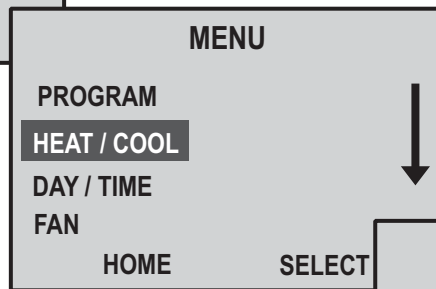 MENU
PROGRAM
HEAT / COOL
DAY / TIME
FAN
HOME SELECT